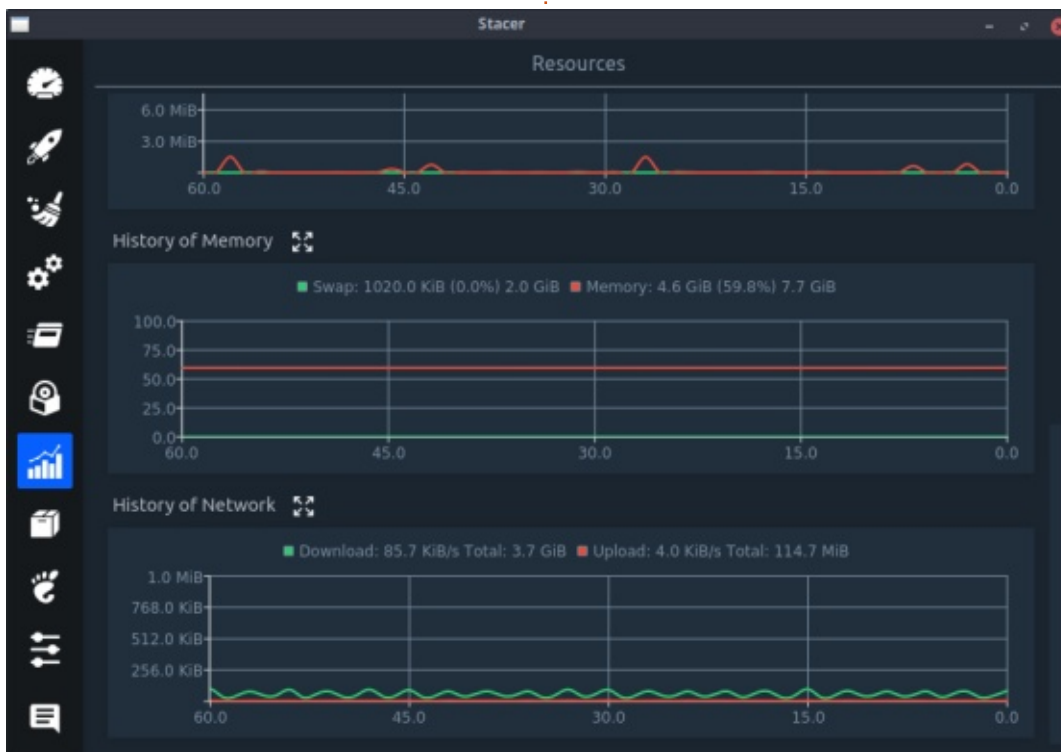 Stacer
Resources
6.0 MiB
3.0 MiB
60.0 45.0 30.0 15.0 0.0
History of Memory
Swap: 1020.0 KiB (0.0%) 2.0 GiB Memory: 4.6 GiB (59.8%) 7.7 GiB
100.0
75.0
50.0
25.0
0.0
60.0 45.0 30.0 15.0 0.0
History of Network
Download: 85.7 KiB/s Total: 3.7 GiB Upload: 4.0 KiB/s Total: 114.7 MiB
1.0 MiB
768.0 KiB
512.0 KiB
256.0 KiB
60.0 45.0 30.0 15.0 0.0